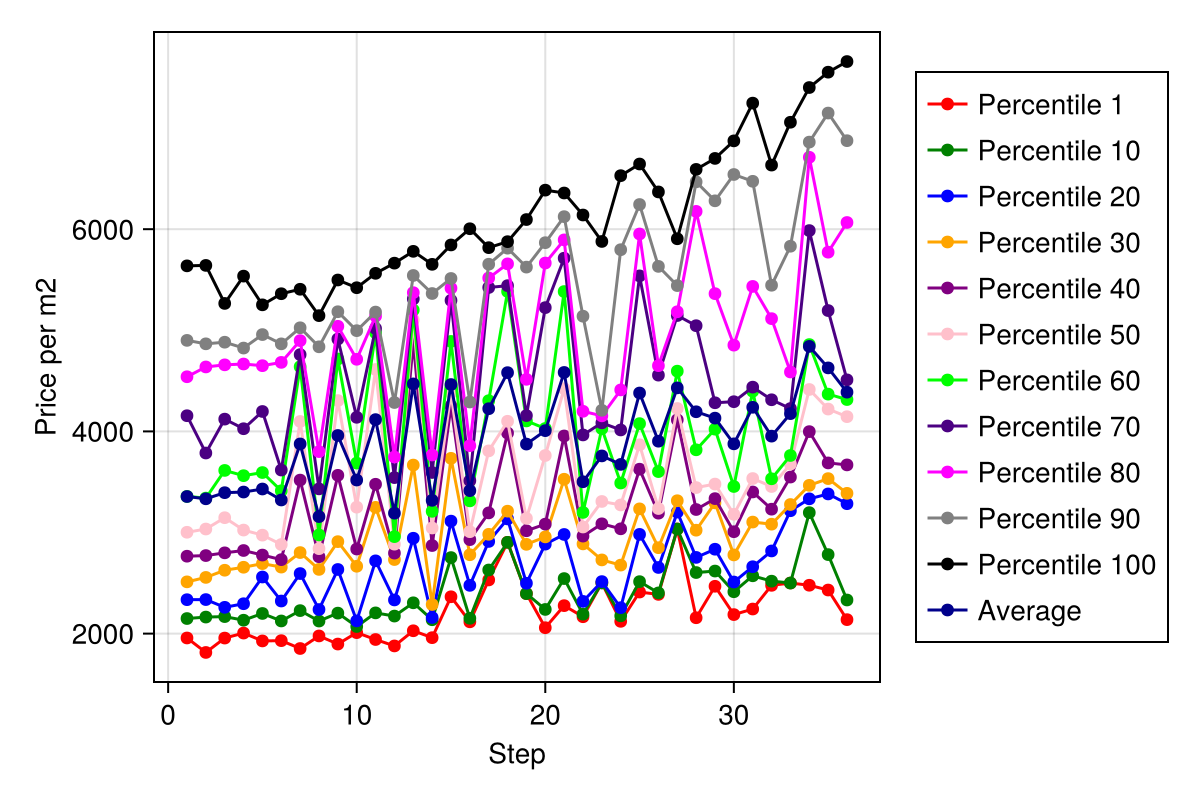 Price per m2
6000
4000
2000
0
10
20
30
Step
Percentile 1
Percentile 10
Percentile 20
Percentile 30
Percentile 40
Percentile 50
Percentile 60
Percentile 70
Percentile 80
Percentile 90
Percentile 100
Average